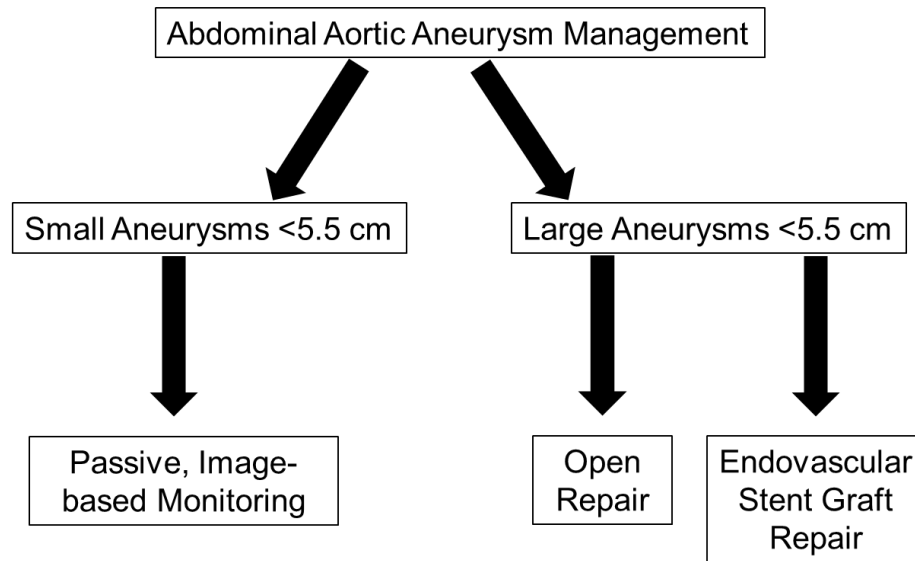 Abdominal Aortic Aneurysm Management
Small Aneurysms <5.5 cm
Large Aneurysms <5.5 cm
Passive, Image-
based Monitoring
Open
Repair
Endovascular
Stent Graft
Repair